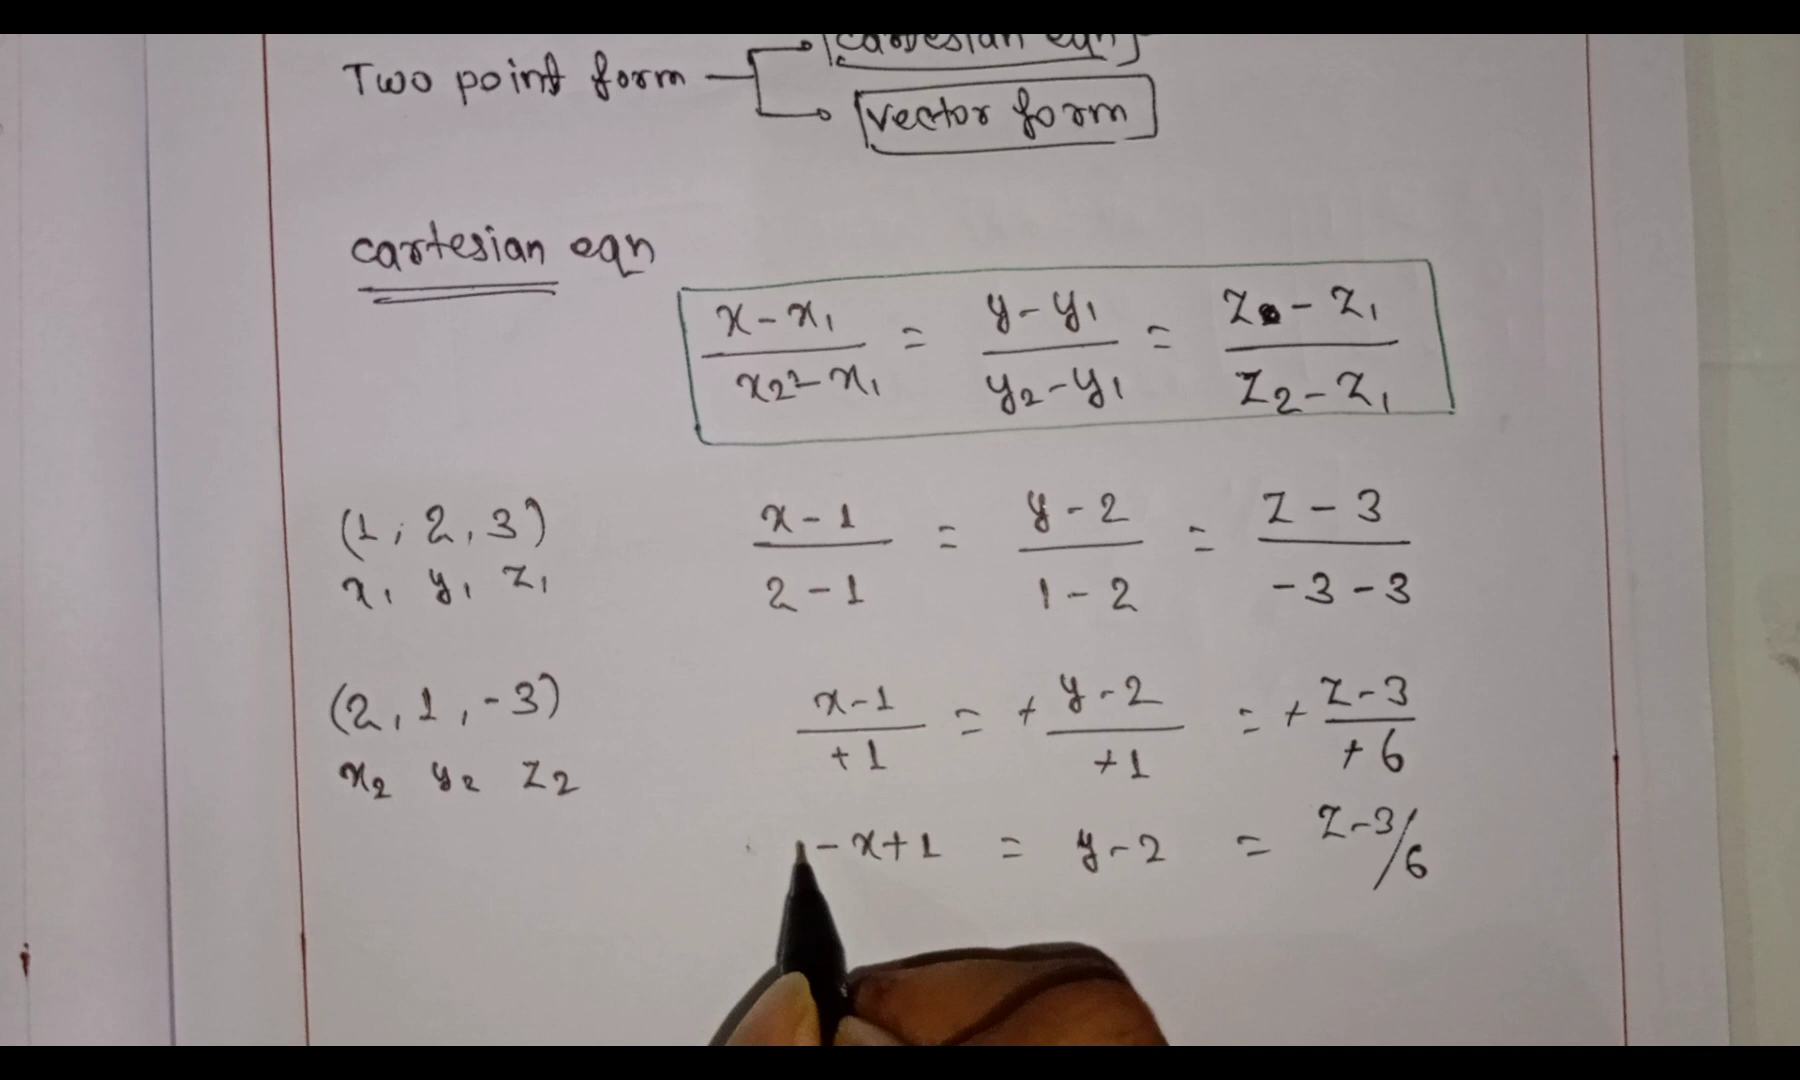 cartesian eqn
Two point form
vector form
cartesian eqn
x - x1 / x2 - x1 = y - y1 / y2 - y1 = z - z1 / z2 - z1
(1, 2, 3)
x1 y1 z1
x - 1 / 2 - 1 = y - 2 / 1 - 2 = z - 3 / -3 - 3
(2, 1, -3)
x2 y2 z2
x - 1 / +1 = + y - 2 / +1 = + z - 3 / +6
- x + 1 = y - 2 = z - 3 / 6